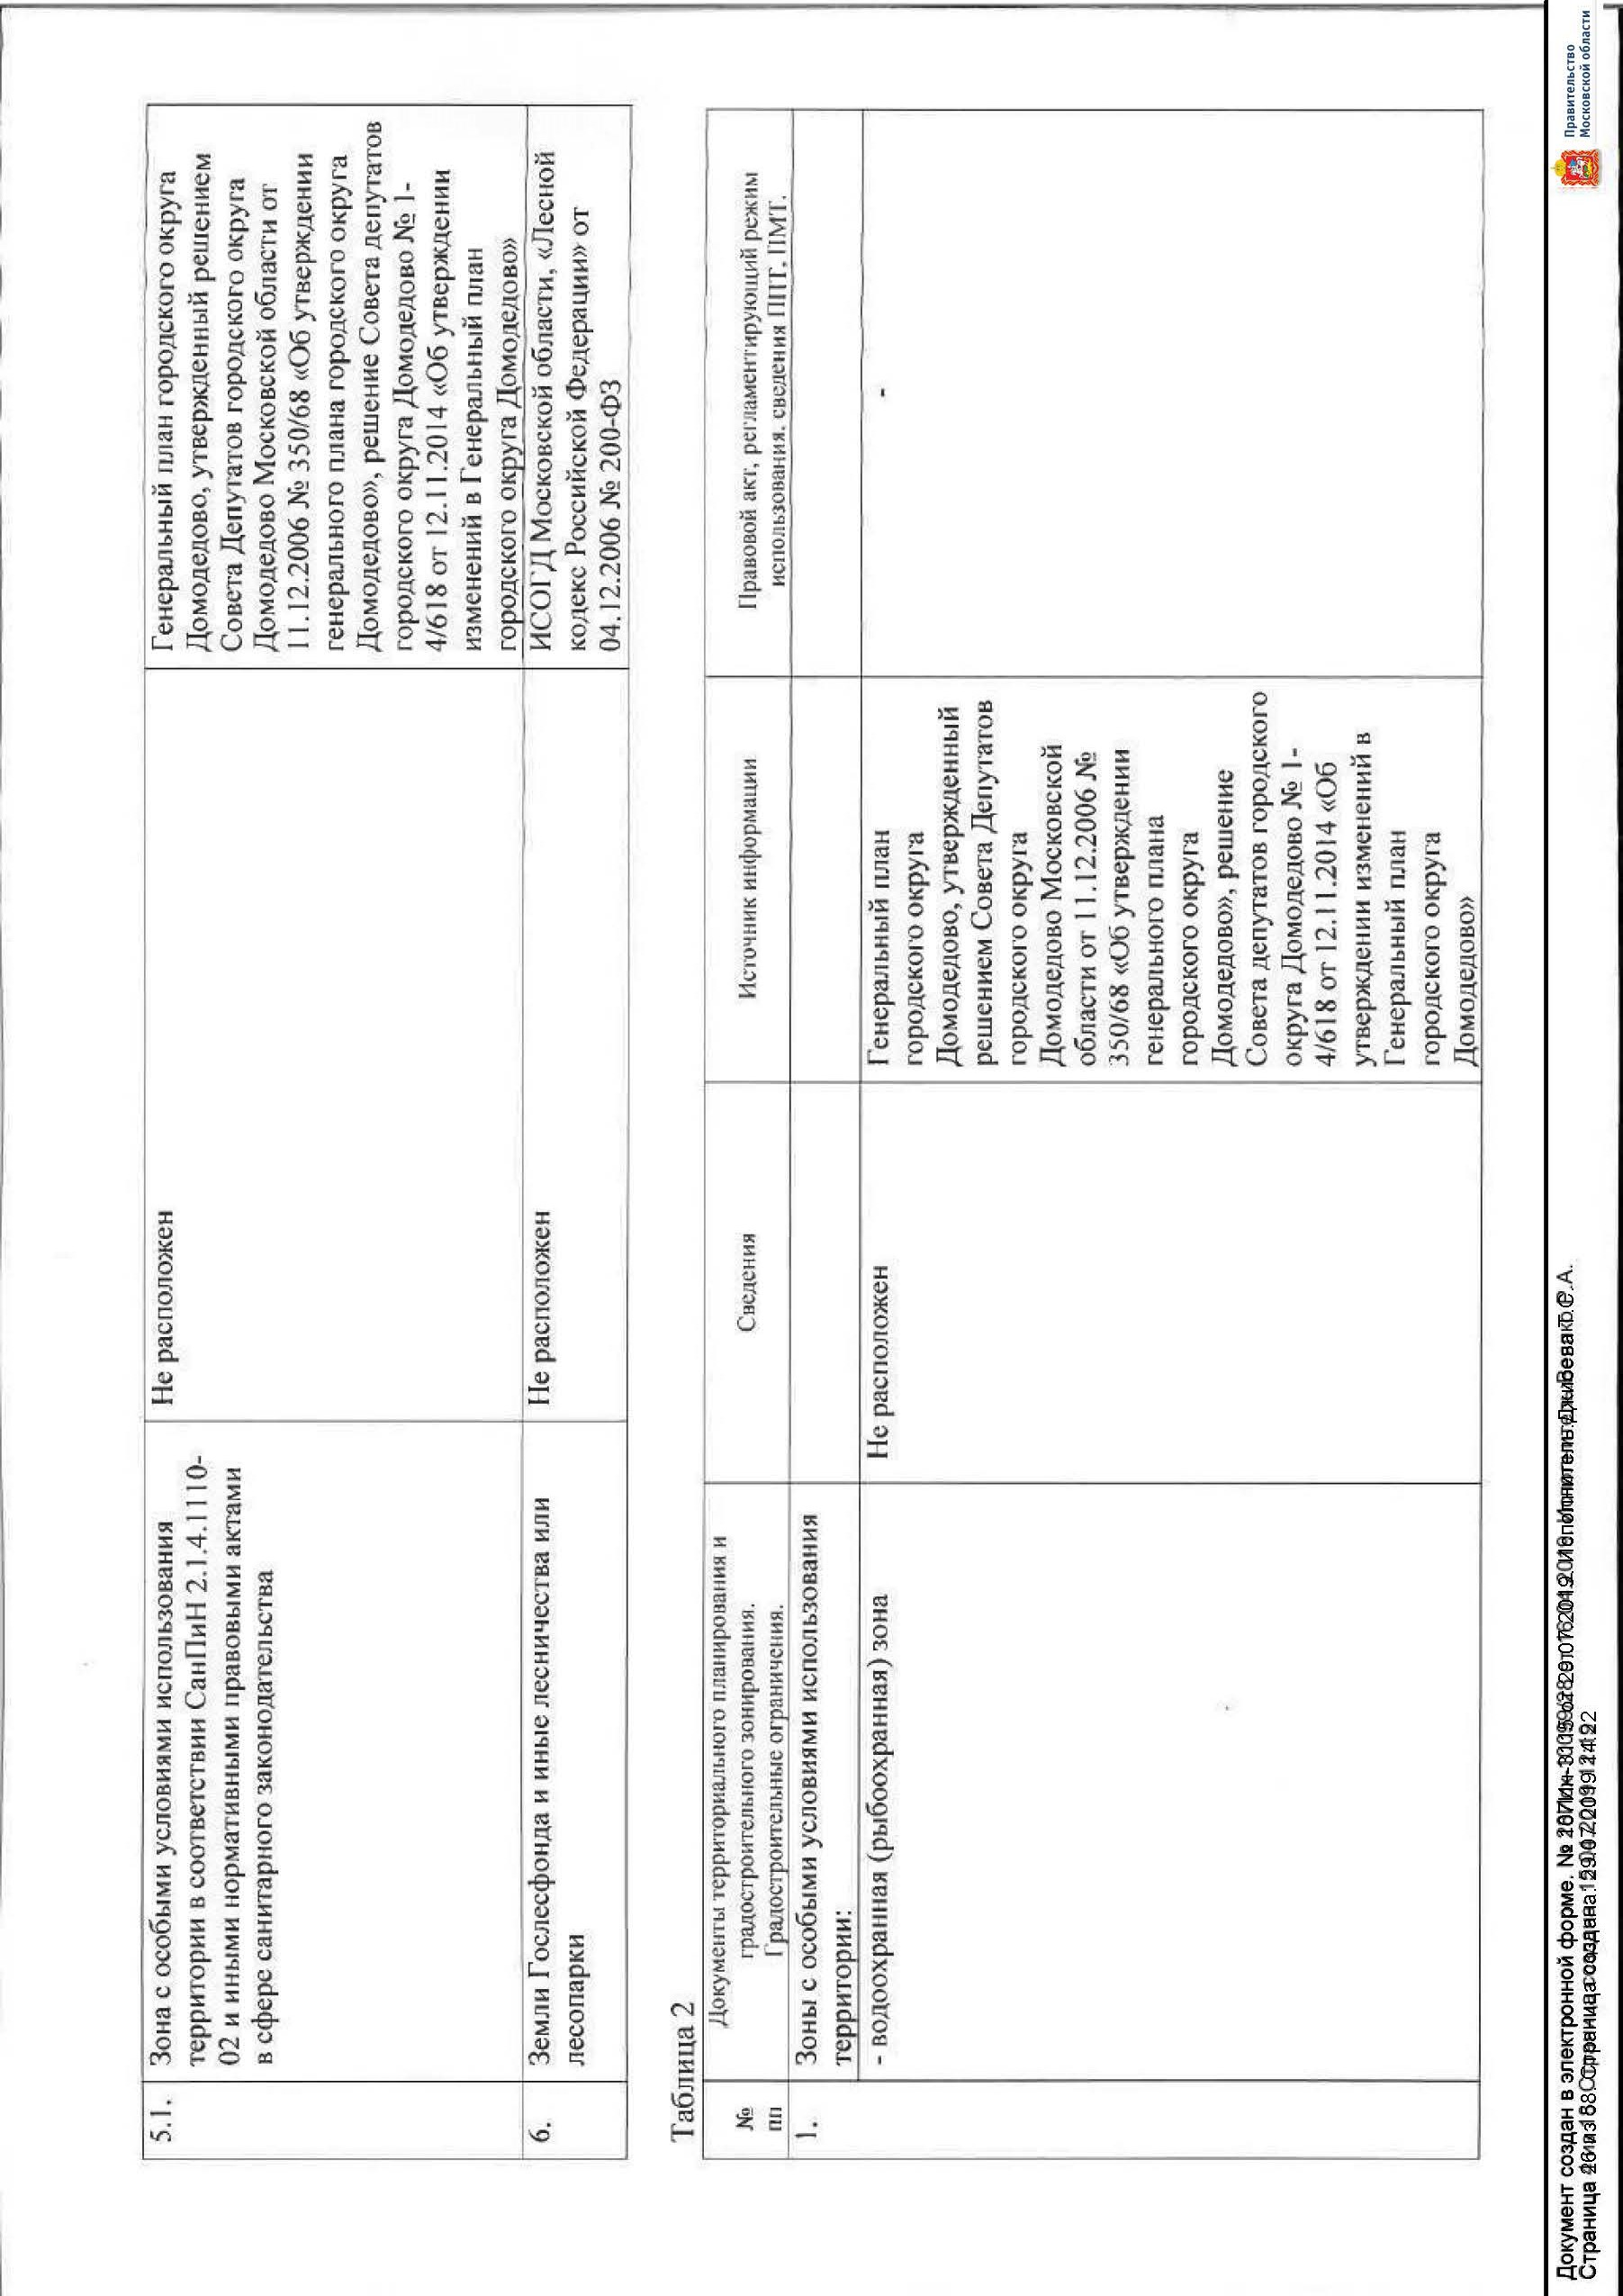 5.1.
Зона с особыми условиями использования
территории в соответствии СанПиН 2.1.4.1110-
02 и иными нормативными правовыми актами
в сфере санитарного законодательства
Не расположен
Генеральный план городского округа
Домодедово, утвержденный решением
Совета Депутатов городского округа
Домодедово Московской области от
11.12.2006 № 350/68 «Об утверждении
генерального плана городского округа
Домодедово», решение Совета депутатов
городского округа Домодедово № 1-
4/618 от 12.11.2014 «Об утверждении
изменений в Генеральный план
городского округа Домодедово»
6.
Земли Гослесфонда и иные лесничества или
лесопарки
Не расположен
ИСОГД Московской области, «Лесной
кодекс Российской Федерации» от
04.12.2006 № 200-ФЗ
Таблица 2
№
пп
Документы территориального планирования и
градостроительного зонирования.
Градостроительные ограничения.
Сведения
Источник информации
Правовой акт, регламентирующий режим
использования, сведения ППТ, ПМТ.
1.
Зоны с особыми условиями использования
территории:
- водоохранная (рыбоохранная) зона
Не расположен
Генеральный план
городского округа
Домодедово, утвержденный
решением Совета Депутатов
городского округа
Домодедово Московской
области от 11.12.2006 №
350/68 «Об утверждении
генерального плана
городского округа
Домодедово», решение
Совета депутатов городского
округа Домодедово № 1-
4/618 от 12.11.2014 «Об
утверждении изменений в
Генеральный план
городского округа
Домодедово»
-
Документ создан в электронной форме. №
Страница
Правительство
Московской области